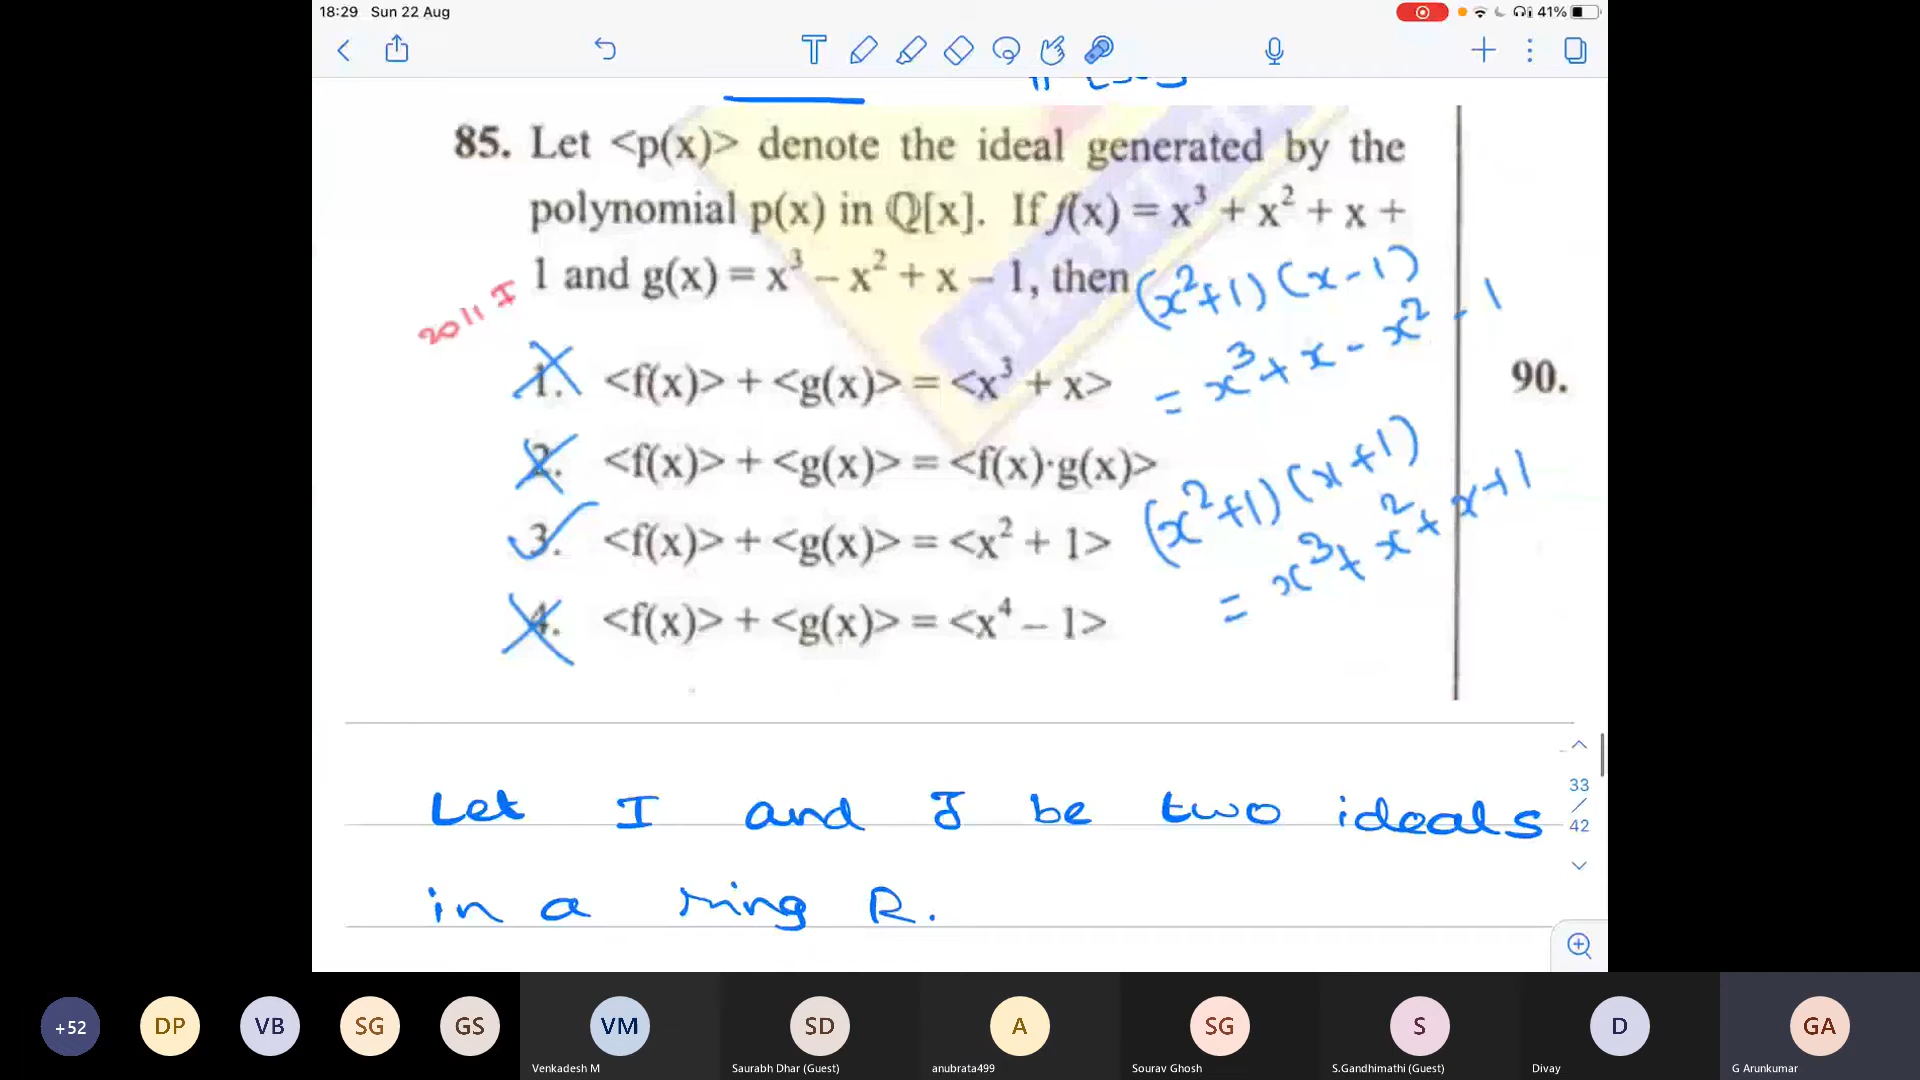 18:29 Sun 22 Aug
41%
85. Let <p(x)> denote the ideal generated by the
polynomial p(x) in ℚ[x]. If f(x) = x³ + x² + x +
1 and g(x) = x³ – x² + x – 1, then
(x²+1)(x-1)
= x³+x-x²-1
2011 I
1. <f(x)> + <g(x)> = <x³ + x>
90.
2. <f(x)> + <g(x)> = <f(x)·g(x)>
(x²+1)(x+1)
= x³+x²+x+1
3. <f(x)> + <g(x)> = <x² + 1>
4. <f(x)> + <g(x)> = <x⁴ – 1>
Let I and J be two ideals
in a ring R.
33
/
42
+52 DP VB SG GS VM SD A SG S D GA
Venkadesh M Saurabh Dhar (Guest) anubrata499 Sourav Ghosh S.Gandhimathi (Guest) Divay G Arunkumar